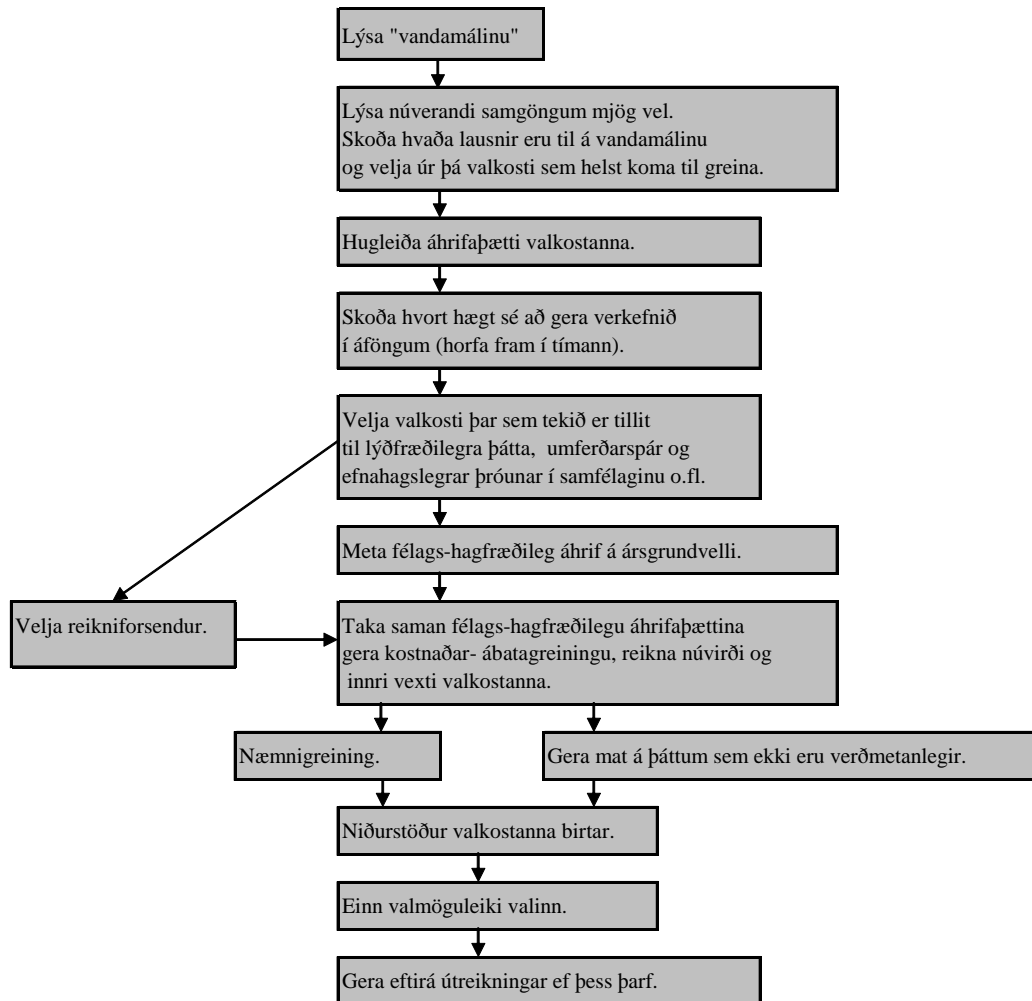 Lýsa "vandamálinu"
Lýsa núverandi samgöngum mjög vel.
Skoða hvaða lausnir eru til á vandamálinu
og velja úr þá valkosti sem helst koma til greina.
Hugleiða áhrifaþætti valkostanna.
Skoða hvort hægt sé að gera verkefnið
í áföngum (horfa fram í tímann).
Velja valkosti þar sem tekið er tillit
til lýðfræðilegra þátta, umferðarspár og
efnahagslegrar þróunar í samfélaginu o.fl.
Meta félags-hagfræðileg áhrif á ársgrundvelli.
Velja reikniforsendur.
Taka saman félags-hagfræðilegu áhrifaþættina
gera kostnaðar- ábatagreiningu, reikna núvirði og
innri vexti valkostanna.
Næmnigreining.
Gera mat á þáttum sem ekki eru verðmetanlegir.
Niðurstöður valkostanna birtar.
Einn valmöguleiki valinn.
Gera eftirá útreikningar ef þess þarf.